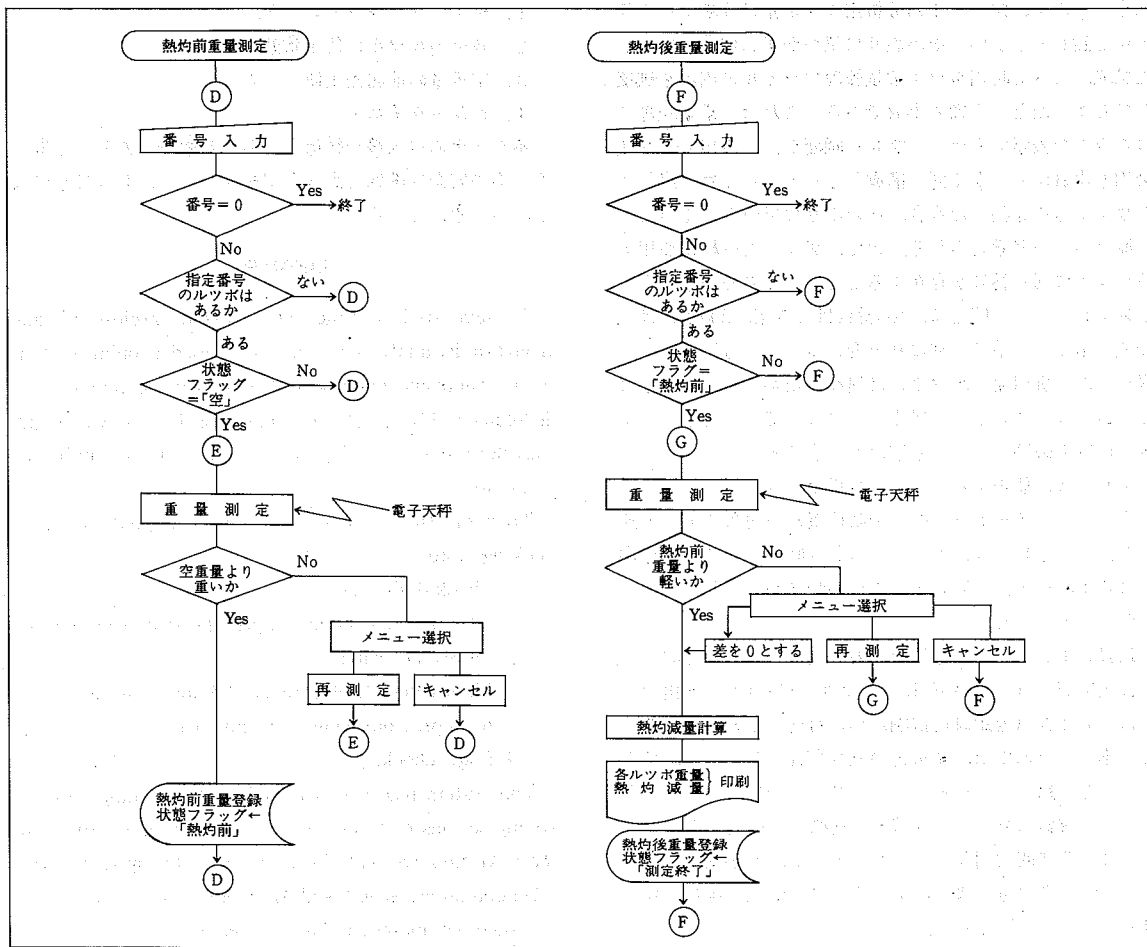 熱灼前重量測定
D
番号入力
番号=0
Yes
終了
No
指定番号
のルツボは
あるか
ない
D
ある
状態
フラッグ
=「空」
No
D
Yes
E
重量測定
電子天秤
空重量より
重いか
No
Yes
メニュー選択
再測定
キャンセル
E
D
熱灼前重量登録
状態フラッグ←
「熱灼前」
D
熱灼後重量測定
F
番号入力
番号=0
Yes
終了
No
指定番号
のルツボは
あるか
ない
F
ある
状態
フラグ=
「熱灼前」
No
F
Yes
G
重量測定
電子天秤
熱灼前
重量より
軽いか
No
Yes
メニュー選択
差を0とする
再測定
キャンセル
G
F
熱灼減量計算
各ルツボ重量
熱灼減量
}印刷
熱灼後重量登録
状態フラッグ←
「測定終了」
F